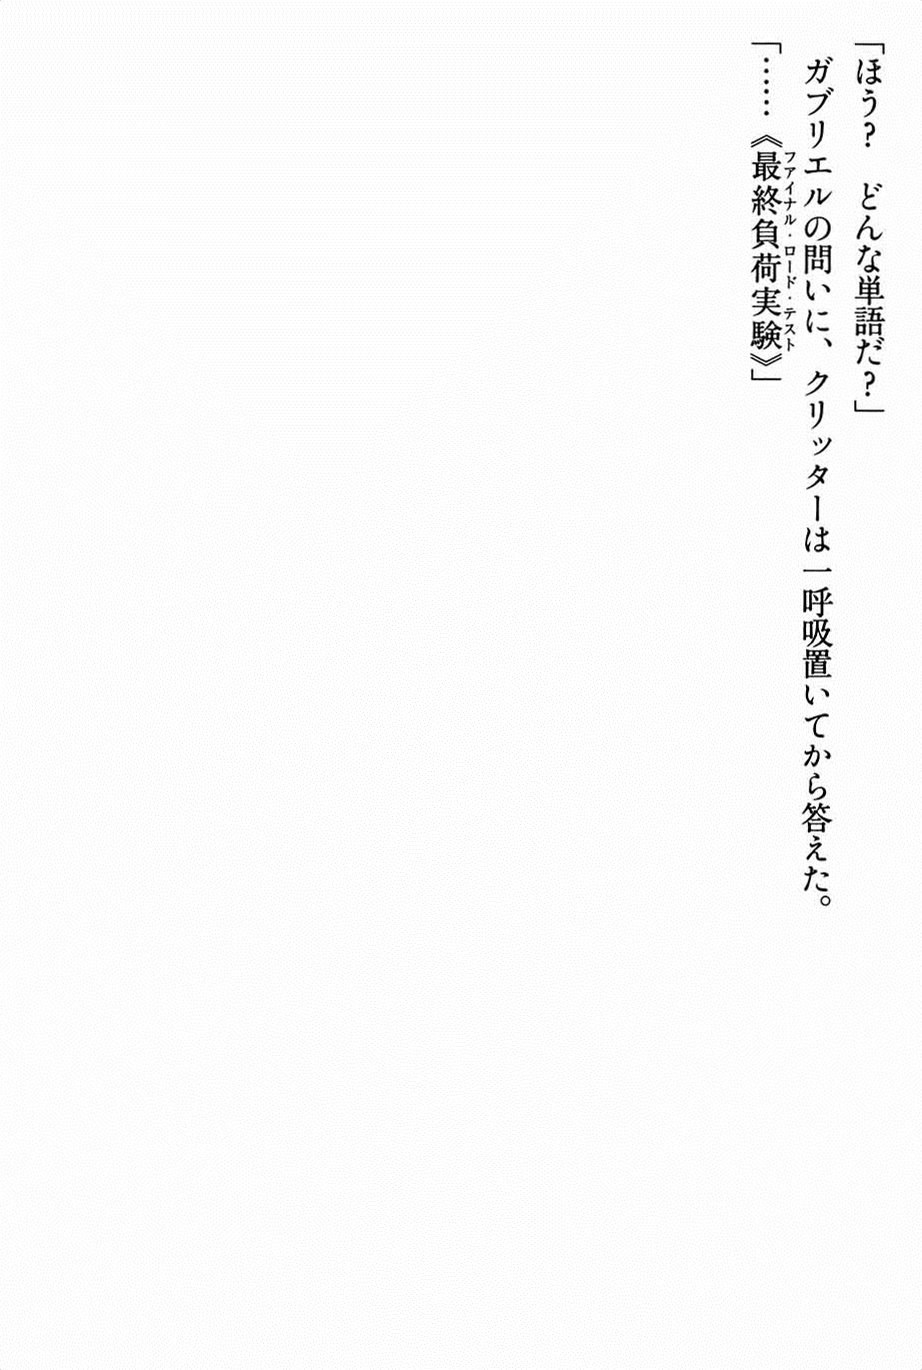 「ほう？　どんな単語だ？」
　ガブリエルの問いに、クリッターは一呼吸置いてから答えた。
「……《最終負荷実験》」
ファイナル・ロード・テスト